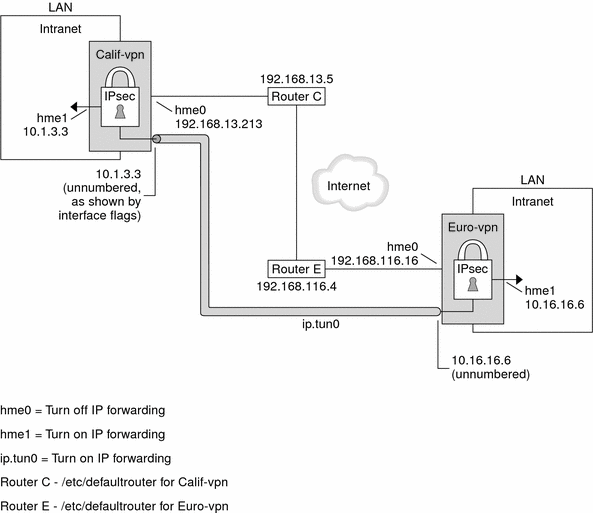 LAN
Intranet
Calif-vpn
IPsec
hme1
10.1.3.3
hme0
192.168.13.213
192.168.13.5
Router C
10.1.3.3
(unnumbered,
as shown by
interface flags)
Internet
LAN
Intranet
Euro-vpn
IPsec
hme0
192.168.116.16
Router E
192.168.116.4
hme1
10.16.16.6
ip.tun0
10.16.16.6
(unnumbered)
hme0 = Turn off IP forwarding
hme1 = Turn on IP forwarding
ip.tun0 = Turn on IP forwarding
Router C - /etc/defaultrouter for Calif-vpn
Router E - /etc/defaultrouter for Euro-vpn